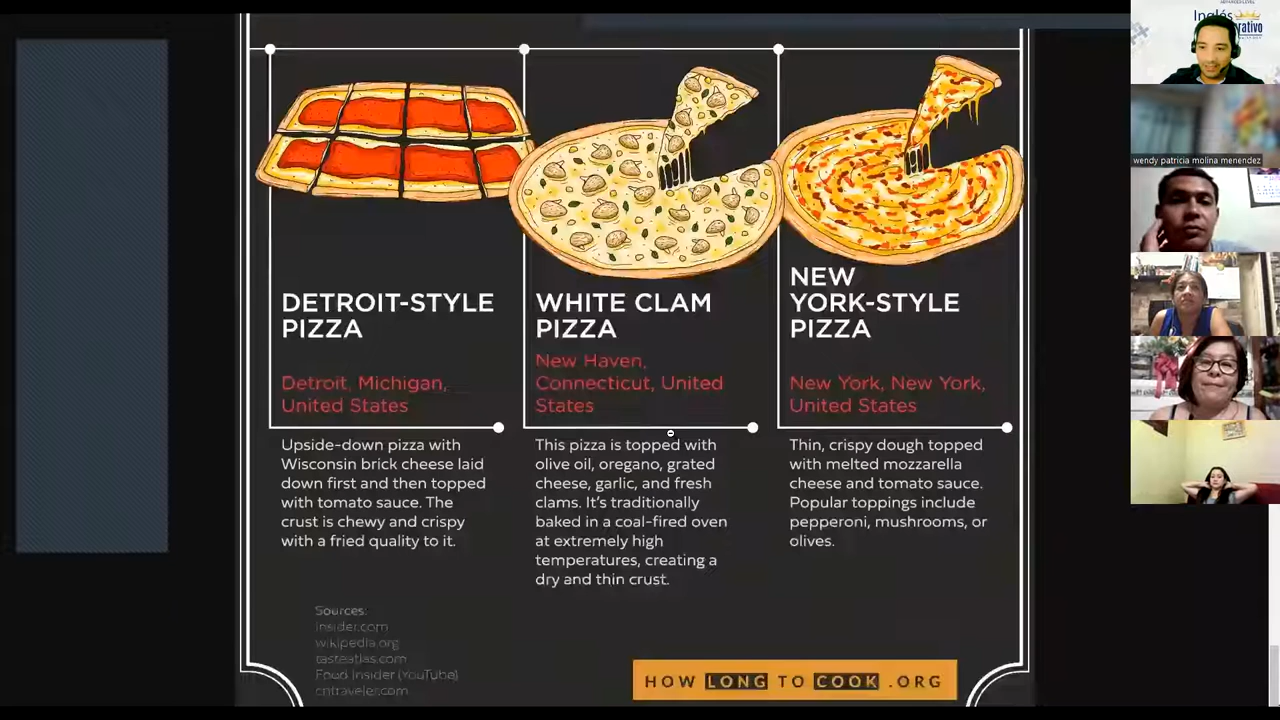 DETROIT-STYLE
PIZZA
Detroit, Michigan,
United States
Upside-down pizza with
Wisconsin brick cheese laid
down first and then topped
with tomato sauce. The
crust is chewy and crispy
with a fried quality to it.
WHITE CLAM
PIZZA
New Haven,
Connecticut, United
States
This pizza is topped with
olive oil, oregano, grated
cheese, garlic, and fresh
clams. It's traditionally
baked in a coal-fired oven
at extremely high
temperatures, creating a
dry and thin crust.
NEW
YORK-STYLE
PIZZA
New York, New York,
United States
Thin, crispy dough topped
with melted mozzarella
cheese and tomato sauce.
Popular toppings include
pepperoni, mushrooms, or
olives.
Sources:
insider.com
wikipedia.org
tasteatlas.com
Food Insider (YouTube)
cntraveler.com
HOW LONG TO COOK .ORG
Inglés
wendy patricia molina menendez